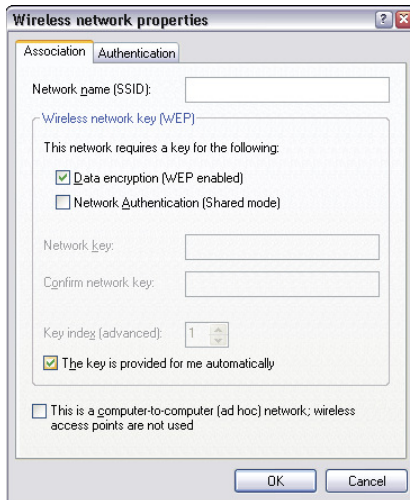 Wireless network properties
Association Authentication
Network name (SSID):
Wireless network key (WEP)
This network requires a key for the following:
Data encryption (WEP enabled)
Network Authentication (Shared mode)
Network key:
Confirm network key:
Key index (advanced): 1
The key is provided for me automatically
This is a computer-to-computer (ad hoc) network; wireless
access points are not used
OK Cancel